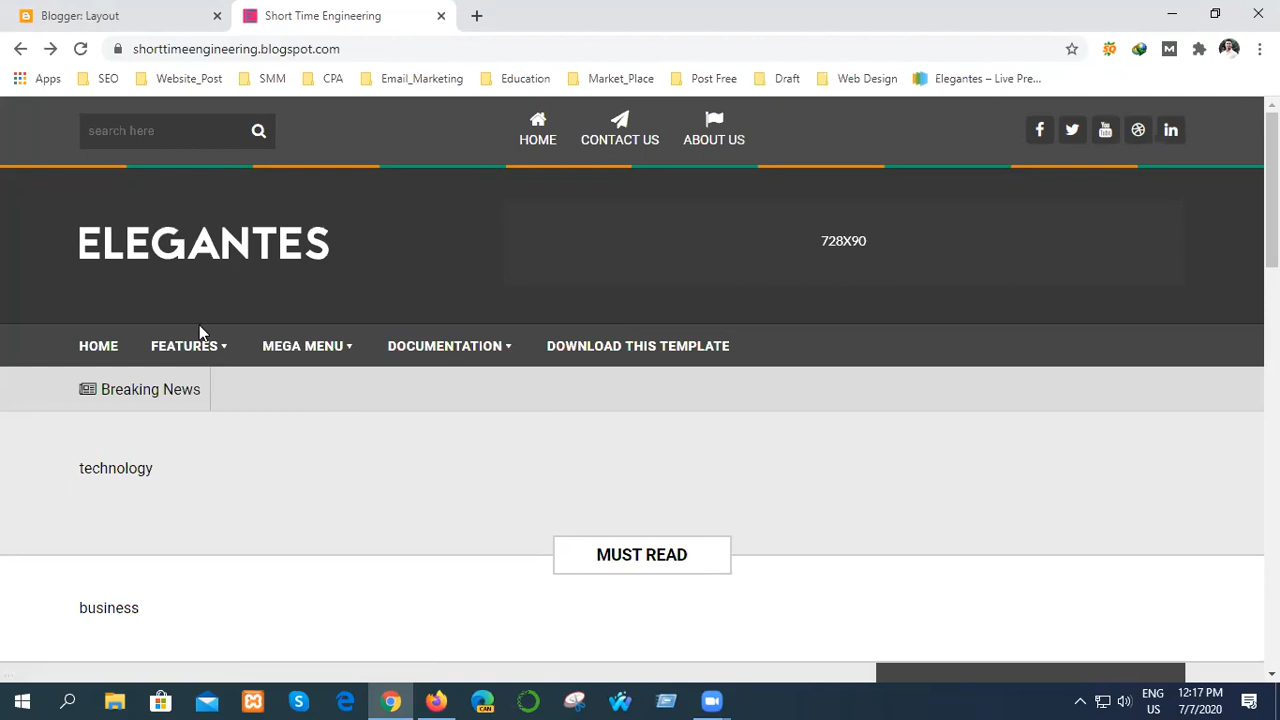 Blogger: Layout
Short Time Engineering
shorttimeengineering.blogspot.com
Apps SEO Website_Post SMM CPA Email_Marketing Education Market_Place Post Free Draft Web Design Elegantes – Live Pre...
search here
HOME CONTACT US ABOUT US
ELEGANTES
728X90
HOME FEATURES MEGA MENU DOCUMENTATION DOWNLOAD THIS TEMPLATE
Breaking News
technology
MUST READ
business
ENG 12:17 PM
US 7/7/2020